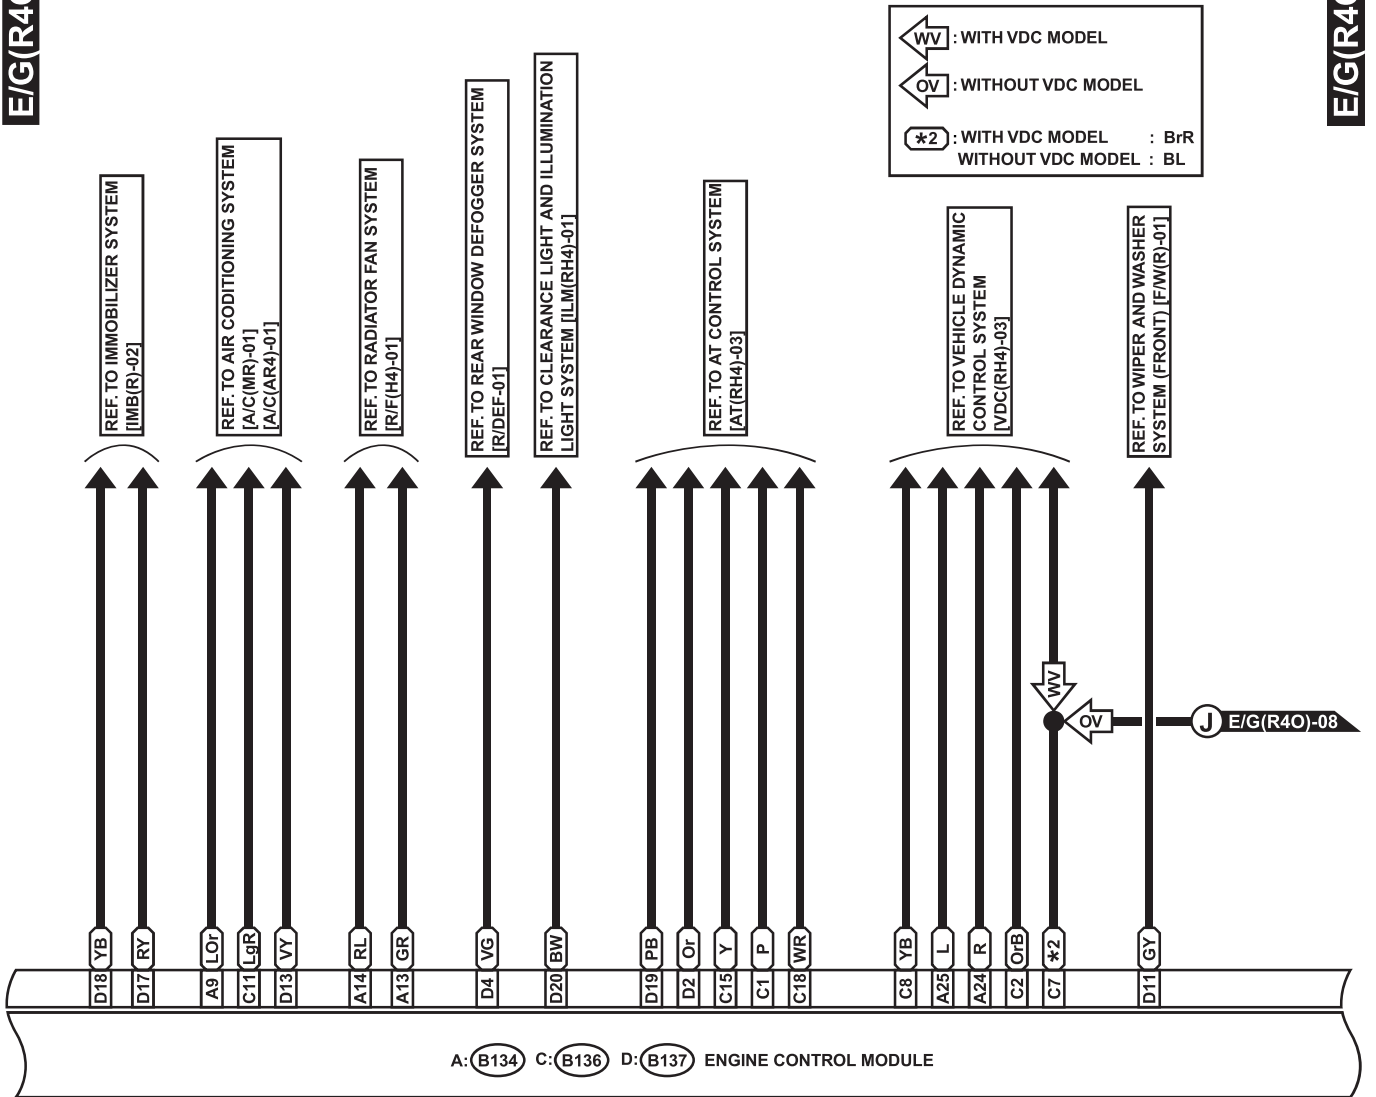 E/G(R4O
E/G(R4O
WV : WITH VDC MODEL
OV : WITHOUT VDC MODEL
*2 : WITH VDC MODEL : BrR
WITHOUT VDC MODEL : BL
REF. TO IMMOBILIZER SYSTEM
[IMB(R)-02]
REF. TO AIR CODITIONING SYSTEM
[A/C(MR)-01]
[A/C(AR4)-01]
REF. TO RADIATOR FAN SYSTEM
[R/F(H4)-01]
REF. TO REAR WINDOW DEFOGGER SYSTEM
[R/DEF-01]
REF. TO CLEARANCE LIGHT AND ILLUMINATION
LIGHT SYSTEM [ILM(RH4)-01]
REF. TO AT CONTROL SYSTEM
[AT(RH4)-03]
REF. TO VEHICLE DYNAMIC
CONTROL SYSTEM
[VDC(RH4)-03]
REF. TO WIPER AND WASHER
SYSTEM (FRONT) [F/W(R)-01]
WV
OV
J E/G(R4O)-08
YB RY LOr LgR VY RL GR VG BW PB Or Y P WR YB L R OrB *2 GY
D18 D17 A9 C11 D13 A14 A13 D4 D20 D19 D2 C15 C1 C18 C8 A25 A24 C2 C7 D11
A: B134 C: B136 D: B137 ENGINE CONTROL MODULE